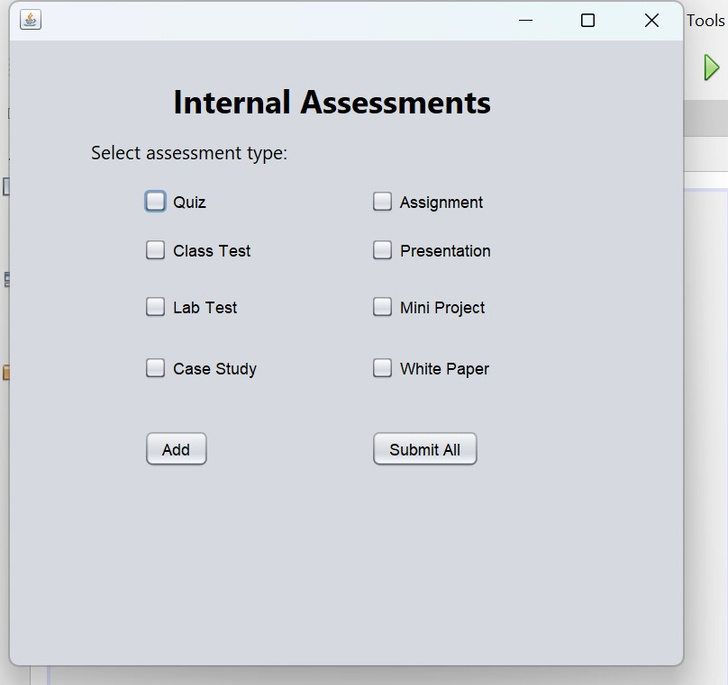 Tools
Internal Assessments
Select assessment type:
Quiz Assignment
Class Test Presentation
Lab Test Mini Project
Case Study White Paper
Add Submit All